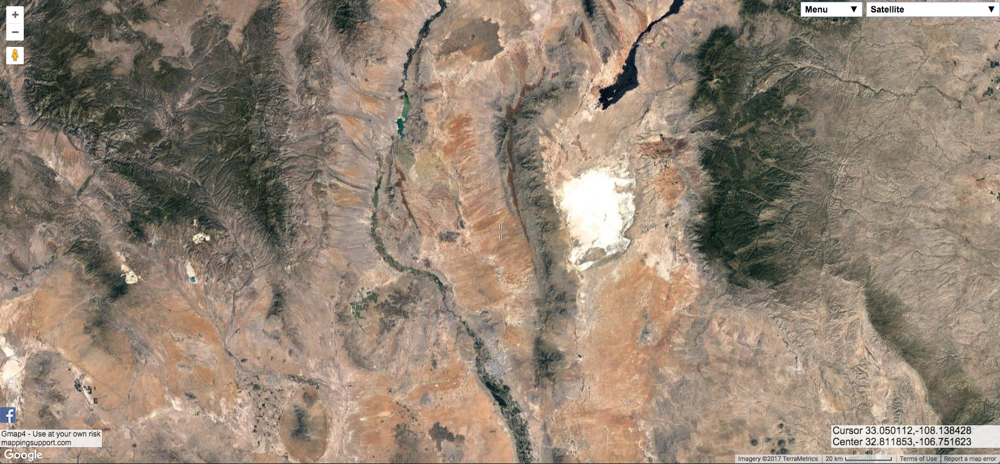 +
Menu ▼
Satellite ▼
−
Gmap4 - Use at your own risk
mappingsupport.com
Google
Cursor 33.050112,-108.138428
Center 32.811853,-106.751623
Imagery ©2017 TerraMetrics
20 km
Terms of Use
Report a map error